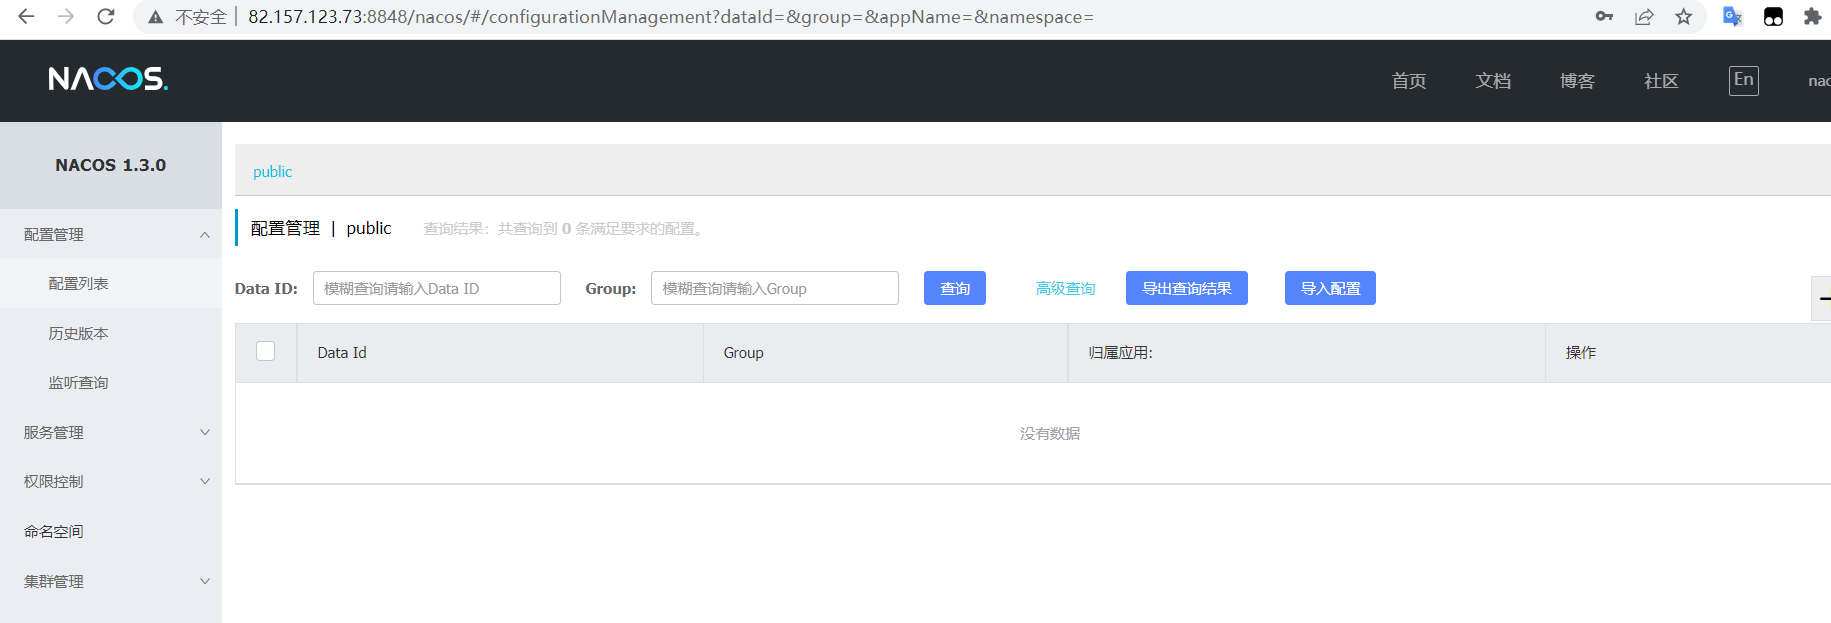 不安全 | 82.157.123.73:8848/nacos/#/configurationManagement?dataId=&group=&appName=&namespace=
NACOS.
首页 文档 博客 社区 En nac
NACOS 1.3.0
public
配置管理 | public 查询结果：共查询到 0 条满足要求的配置。
配置管理
配置列表
历史版本
监听查询
服务管理
权限控制
命名空间
集群管理
Data ID: 模糊查询请输入Data ID Group: 模糊查询请输入Group 查询 高级查询 导出查询结果 导入配置
Data Id Group 归属应用: 操作
没有数据